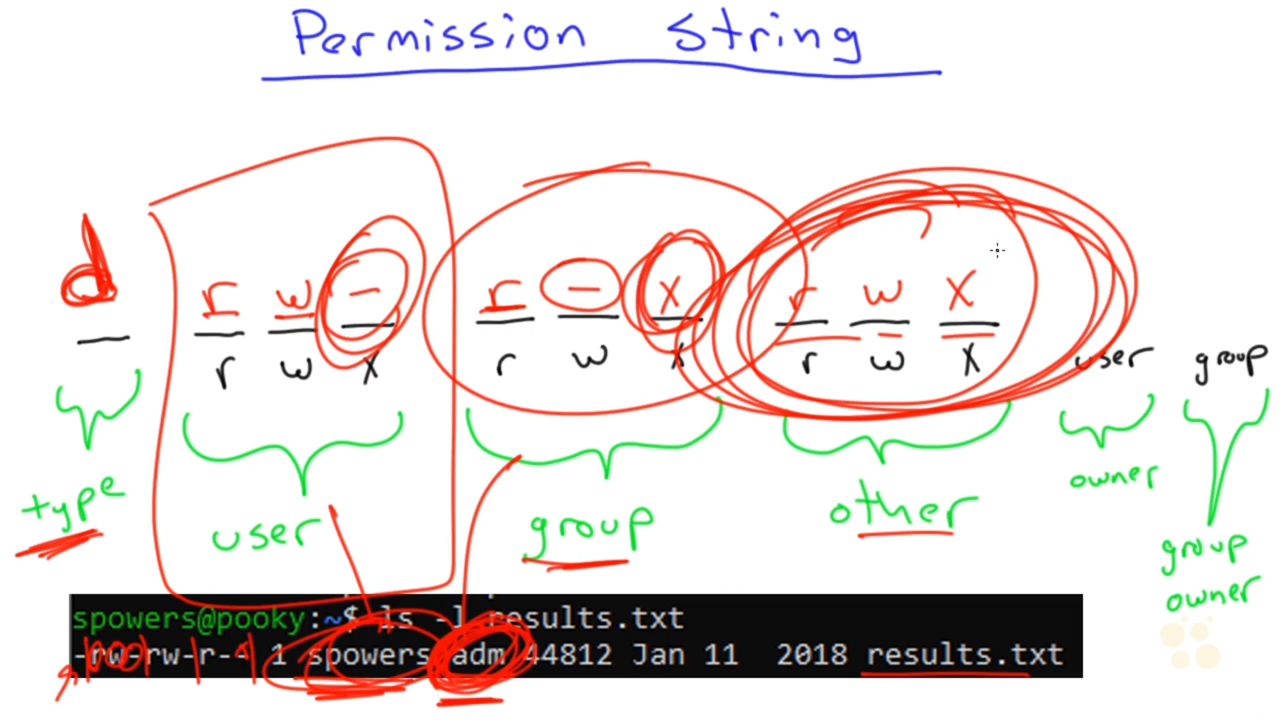 Permission String
d r w - r - x r w x
_ r w x r w x r w x user group
type user group other owner group owner
spowers@pooky:~$ ls -l results.txt
-rw-rw-r-- 1 spowers adm 44812 Jan 11 2018 results.txt